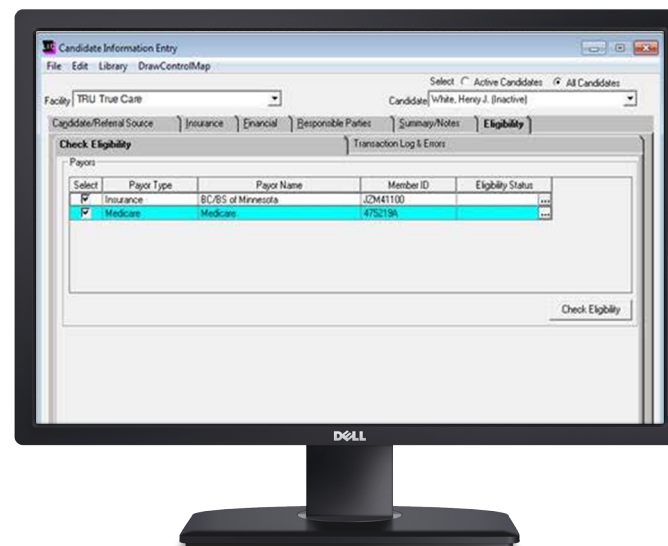 Candidate Information Entry
File Edit Library DrawControlMap
Select Active Candidates All Candidates
Facility TRU True Care Candidate White, Henry J. (Inactive)
Candidate/Referral Source Insurance Financial Responsible Parties Summary/Notes Eligibility
Check Eligibility Transaction Log & Errors
Payors
Select Payor Type Payor Name Member ID Eligibility Status
Insurance BC/BS of Minnesota JZM41100 ...
Medicare Medicare 475219A ...
Check Eligibility
DELL